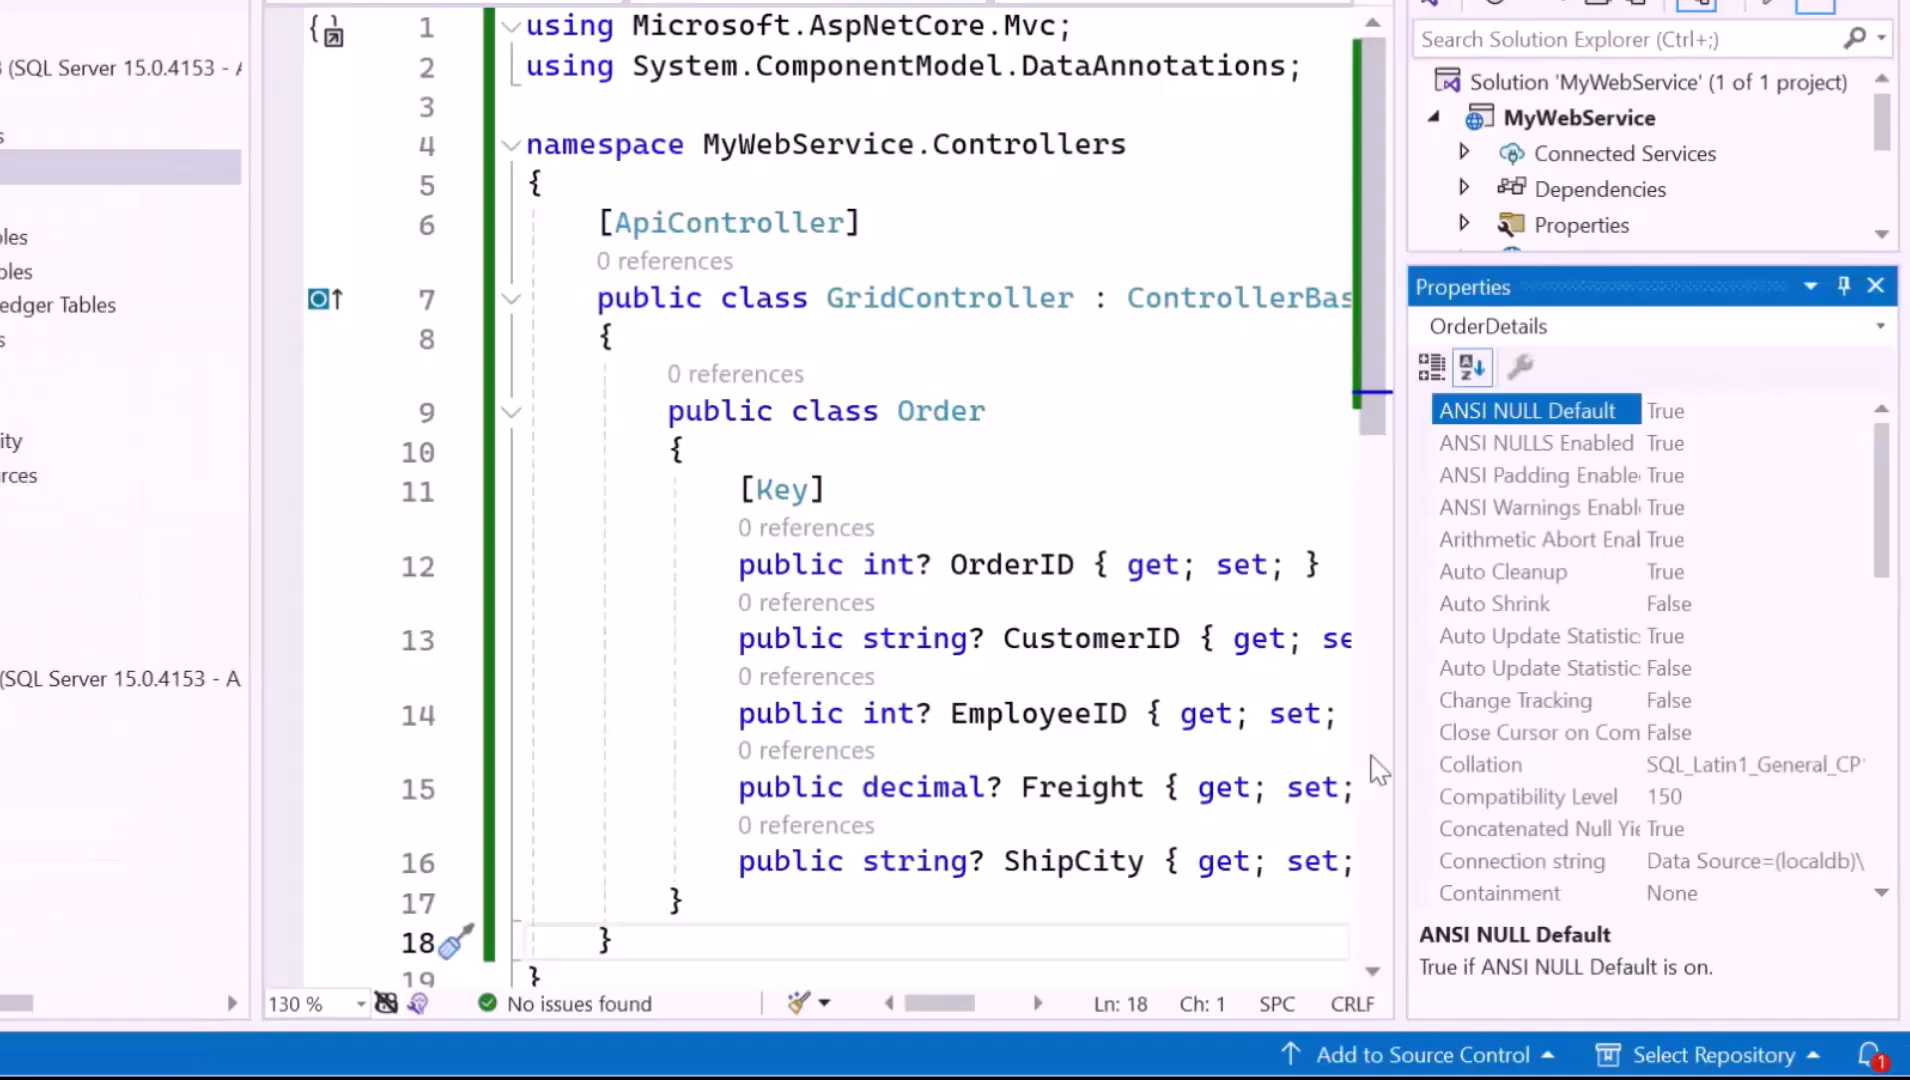 (SQL Server 15.0.4153 - A
s
les
bles
edger Tables
s
ity
rces
(SQL Server 15.0.4153 - A
1 using Microsoft.AspNetCore.Mvc;
2 using System.ComponentModel.DataAnnotations;
3
4 namespace MyWebService.Controllers
5 {
6 [ApiController]
0 references
7 public class GridController : ControllerBas
8 {
0 references
9 public class Order
10 {
11 [Key]
0 references
12 public int? OrderID { get; set; }
0 references
13 public string? CustomerID { get; se
0 references
14 public int? EmployeeID { get; set;
0 references
15 public decimal? Freight { get; set;
0 references
16 public string? ShipCity { get; set;
17 }
18 }
19 }
130 %
No issues found
Ln: 18 Ch: 1 SPC CRLF
Search Solution Explorer (Ctrl+;)
Solution 'MyWebService' (1 of 1 project)
MyWebService
Connected Services
Dependencies
Properties
Properties
OrderDetails
ANSI NULL Default True
ANSI NULLS Enabled True
ANSI Padding Enable True
ANSI Warnings Enabl True
Arithmetic Abort Enal True
Auto Cleanup True
Auto Shrink False
Auto Update Statistic True
Auto Update Statistic False
Change Tracking False
Close Cursor on Com False
Collation SQL_Latin1_General_CP
Compatibility Level 150
Concatenated Null Yie True
Connection string Data Source=(localdb)\
Containment None
ANSI NULL Default
True if ANSI NULL Default is on.
Add to Source Control
Select Repository
1